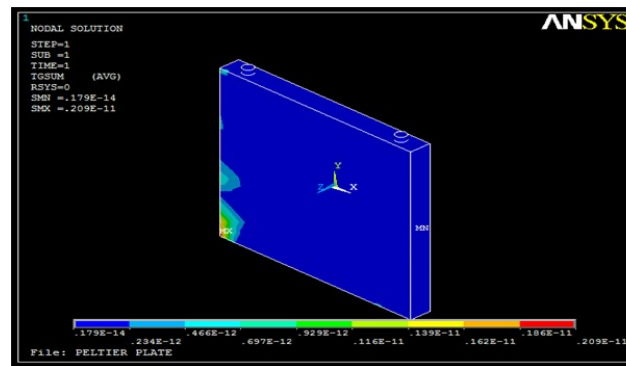 1
NODAL SOLUTION
ANSYS
STEP=1
SUB =1
TIME=1
TGSUM (AVG)
RSYS=0
SMN =.179E-14
SMX =.209E-11
Y
Z X
MX
MN
.179E-14 .466E-12 .929E-12 .139E-11 .186E-11
.234E-12 .697E-12 .116E-11 .162E-11 .209E-11
File: PELTIER PLATE